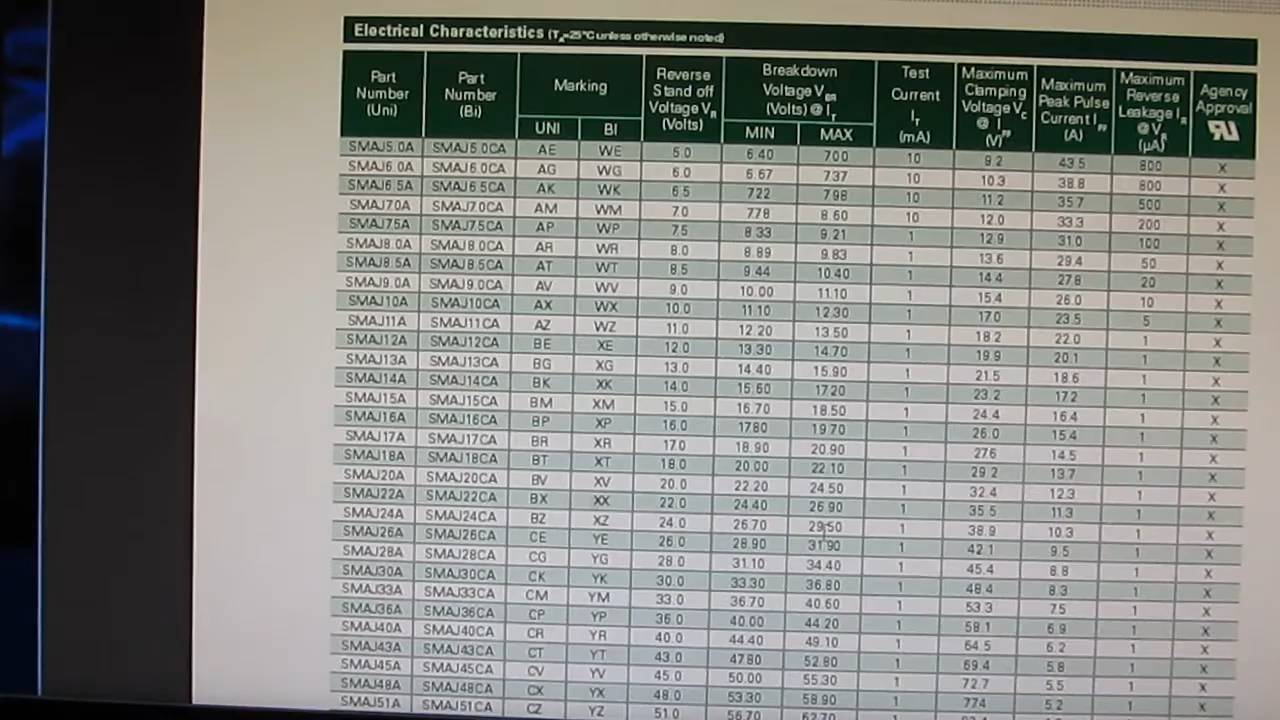 Electrical Characteristics (TA=25°C unless otherwise noted)
Part Number (Uni) Part Number (Bi) Marking UNI BI Reverse Stand off Voltage VR (Volts) Breakdown Voltage VBR (Volts) @ IT MIN MAX Test Current IT (mA) Maximum Clamping Voltage VC @ IPP (V) Maximum Peak Pulse Current IPP (A) Maximum Reverse Leakage IR @ VR (µA) Agency Approval
SMAJ5.0A SMAJ5.0CA AE WE 5.0 6.40 700 10 9.2 43.5 800 X
SMAJ6.0A SMAJ6.0CA AG WG 6.0 6.67 737 10 10.3 38.8 800 X
SMAJ6.5A SMAJ6.5CA AK WK 6.5 722 798 10 11.2 35.7 500 X
SMAJ70A SMAJ7.0CA AM WM 7.0 778 8.60 10 12.0 33.3 200 X
SMAJ75A SMAJ7.5CA AP WP 7.5 8.33 9.21 1 12.9 31.0 100 X
SMAJ8.0A SMAJ8.0CA AR WR 8.0 8.89 9.83 1 13.6 29.4 50 X
SMAJ8.5A SMAJ8.5CA AT WT 8.5 9.44 10.40 1 14.4 27.8 20 X
SMAJ9.0A SMAJ9.0CA AV WV 9.0 10.00 11.10 1 15.4 26.0 10 X
SMAJ10A SMAJ10CA AX WX 10.0 11.10 12.30 1 17.0 23.5 5 X
SMAJ11A SMAJ11CA AZ WZ 11.0 12.20 13.50 1 18.2 22.0 1 X
SMAJ12A SMAJ12CA BE XE 12.0 13.30 14.70 1 19.9 20.1 1 X
SMAJ13A SMAJ13CA BG XG 13.0 14.40 15.90 1 21.5 18.6 1 X
SMAJ14A SMAJ14CA BK XK 14.0 15.60 17.20 1 23.2 17.2 1 X
SMAJ15A SMAJ15CA BM XM 15.0 16.70 18.50 1 24.4 16.4 1 X
SMAJ16A SMAJ16CA BP XP 16.0 17.80 19.70 1 26.0 15.4 1 X
SMAJ17A SMAJ17CA BR XR 17.0 18.90 20.90 1 27.6 14.5 1 X
SMAJ18A SMAJ18CA BT XT 18.0 20.00 22.10 1 29.2 13.7 1 X
SMAJ20A SMAJ20CA BV XV 20.0 22.20 24.50 1 32.4 12.3 1 X
SMAJ22A SMAJ22CA BX XX 22.0 24.40 26.90 1 35.5 11.3 1 X
SMAJ24A SMAJ24CA BZ XZ 24.0 26.70 29.50 1 38.9 10.3 1 X
SMAJ26A SMAJ26CA CE YE 26.0 28.90 31.90 1 42.1 9.5 1 X
SMAJ28A SMAJ28CA CG YG 28.0 31.10 34.40 1 45.4 8.8 1 X
SMAJ30A SMAJ30CA CK YK 30.0 33.30 36.80 1 48.4 8.3 1 X
SMAJ33A SMAJ33CA CM YM 33.0 36.70 40.60 1 53.3 7.5 1 X
SMAJ36A SMAJ36CA CP YP 36.0 40.00 44.20 1 58.1 6.9 1 X
SMAJ40A SMAJ40CA CR YR 40.0 44.40 49.10 1 64.5 6.2 1 X
SMAJ43A SMAJ43CA CT YT 43.0 47.80 52.80 1 69.4 5.8 1 X
SMAJ45A SMAJ45CA CV YV 45.0 50.00 55.30 1 72.7 5.5 1 X
SMAJ48A SMAJ48CA CX YX 48.0 53.30 58.90 1 77.4 5.2 1 X
SMAJ51A SMAJ51CA CZ YZ 51.0 56.70 62.70